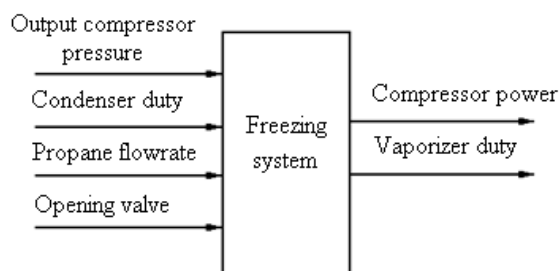 Output compressor
pressure
Condenser duty
Propane flowrate
Opening valve
Freezing
system
Compressor power
Vaporizer duty